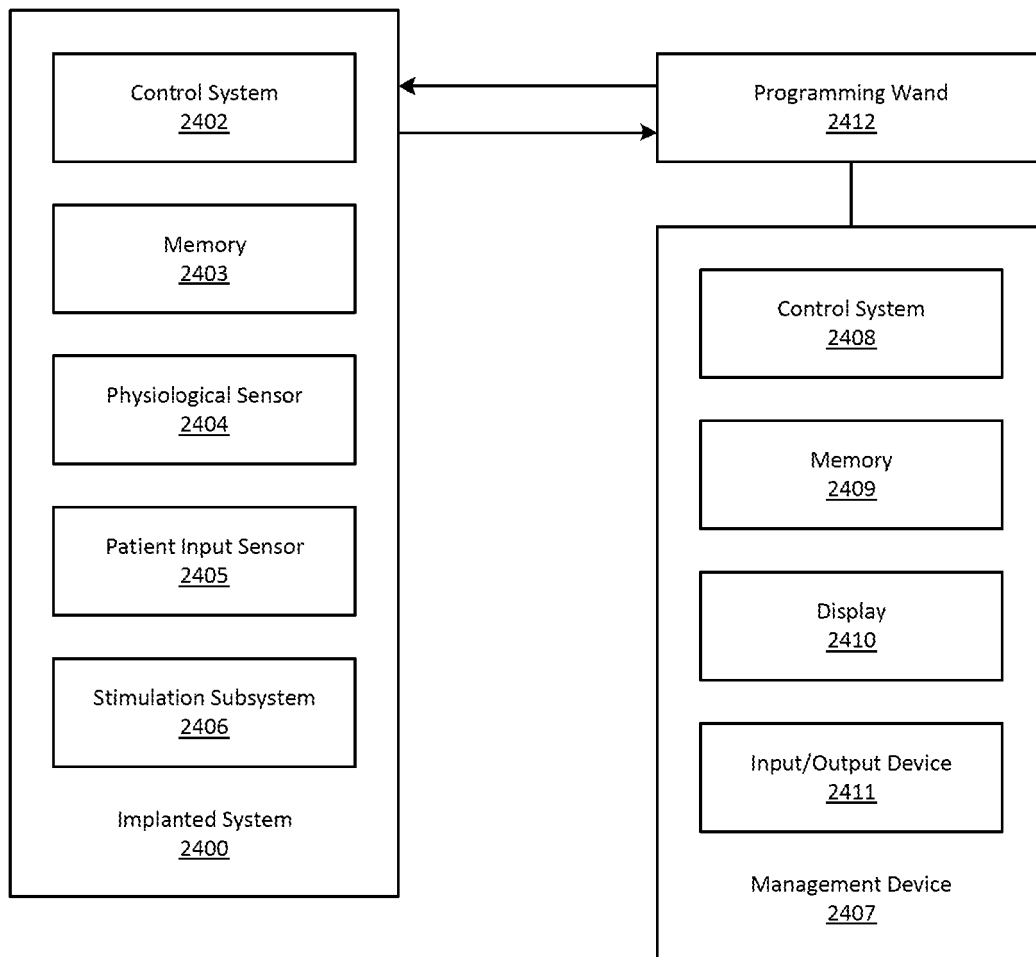 Control System
2402
Memory
2403
Physiological Sensor
2404
Patient Input Sensor
2405
Stimulation Subsystem
2406
Implanted System
2400
Programming Wand
2412
Control System
2408
Memory
2409
Display
2410
Input/Output Device
2411
Management Device
2407